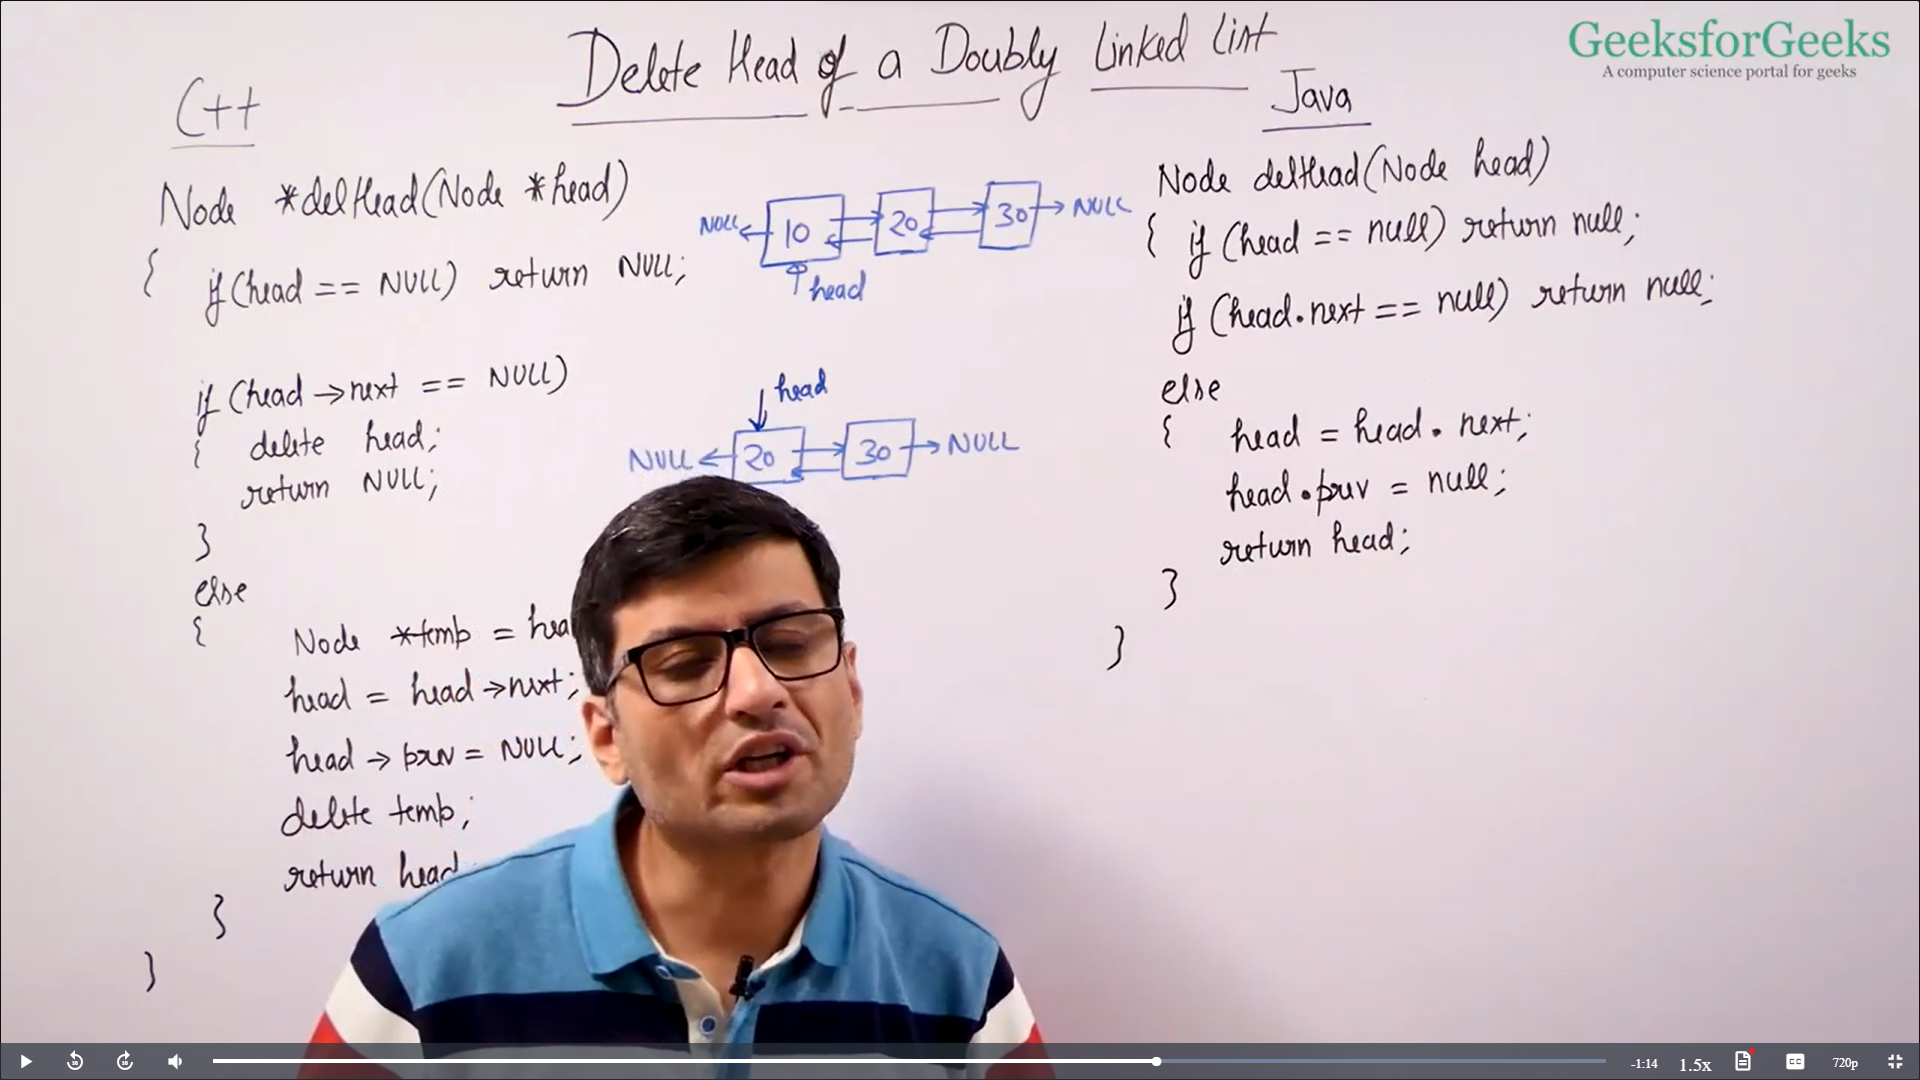 Delete Head of a Doubly Linked List
GeeksforGeeks
A computer science portal for geeks
C++
Node *delHead(Node *head)
{ if(head == NULL) return NULL;
if (head →next == NULL)
{ delete head;
return NULL;
}
else
{ Node *temp =
head = head →next;
head → prev = NULL;
delete temp;
return head
}
}
NULL 10 20 30 NULL
head
head
NULL 20 30 NULL
Java
Node delHead(Node head)
{ if (head == null) return null;
if (head.next == null) return null;
else
{ head = head.next;
head.prev = null;
return head;
}
}
-1:14 1.5x CC 720p